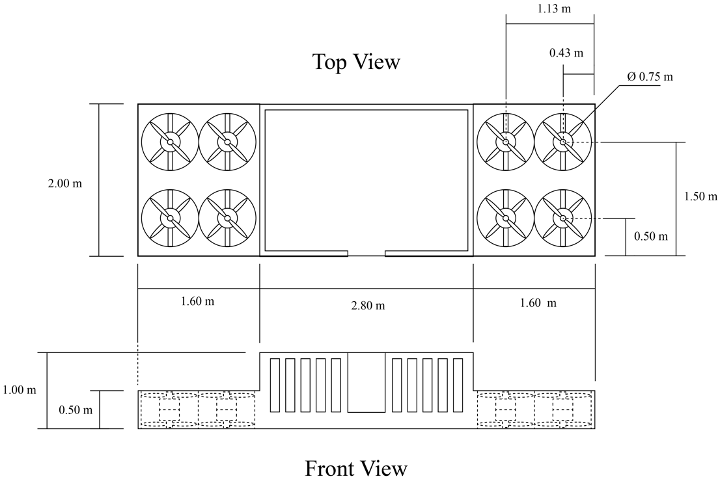 1.13 m
Top View
0.43 m
Ø 0.75 m
2.00 m
1.50 m
0.50 m
1.60 m
2.80 m
1.60 m
1.00 m
0.50 m
Front View